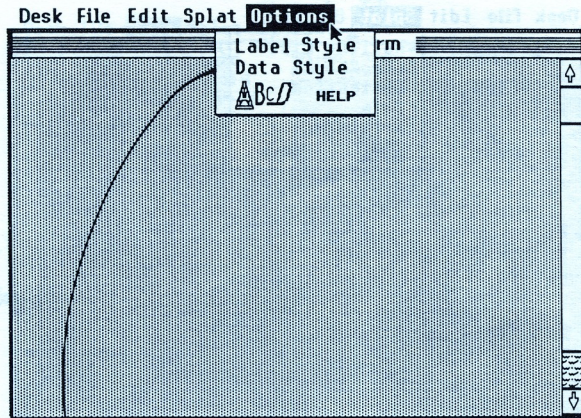 Desk File Edit Splat Options
Label Style
rm
Data Style
ABCD HELP